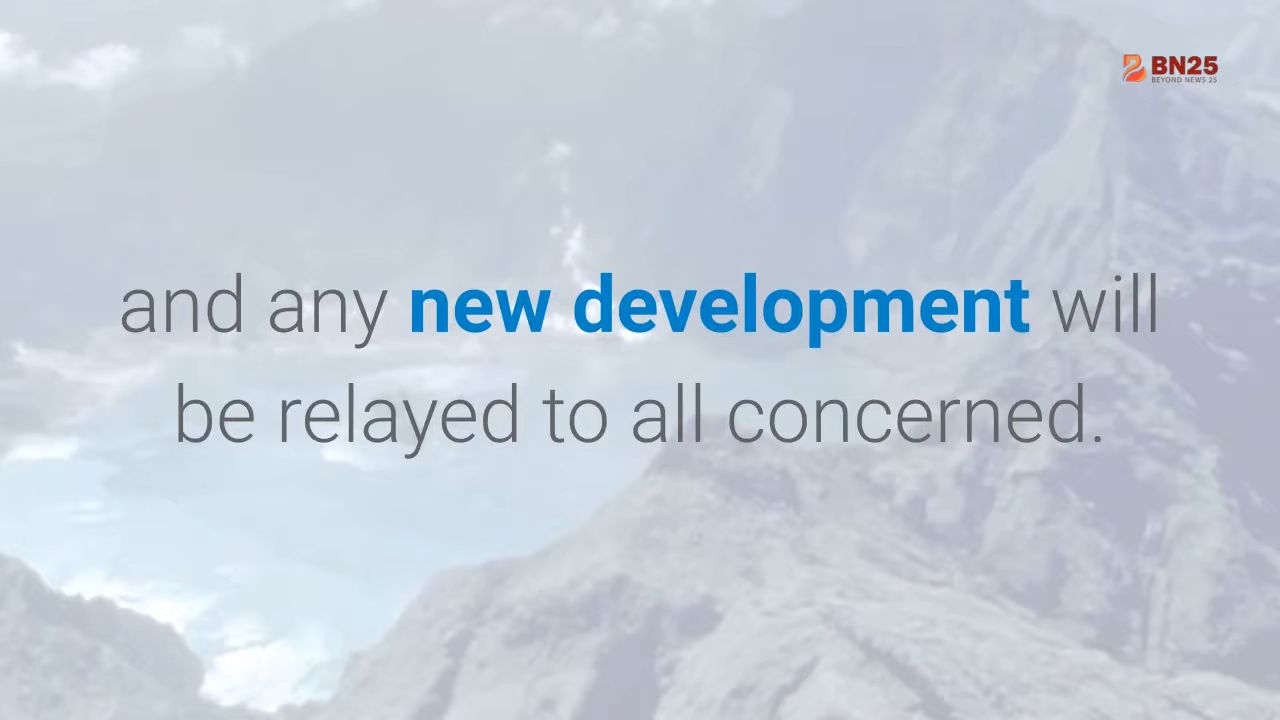 BN25
BEYOND NEWS 25
and any new development will
be relayed to all concerned.